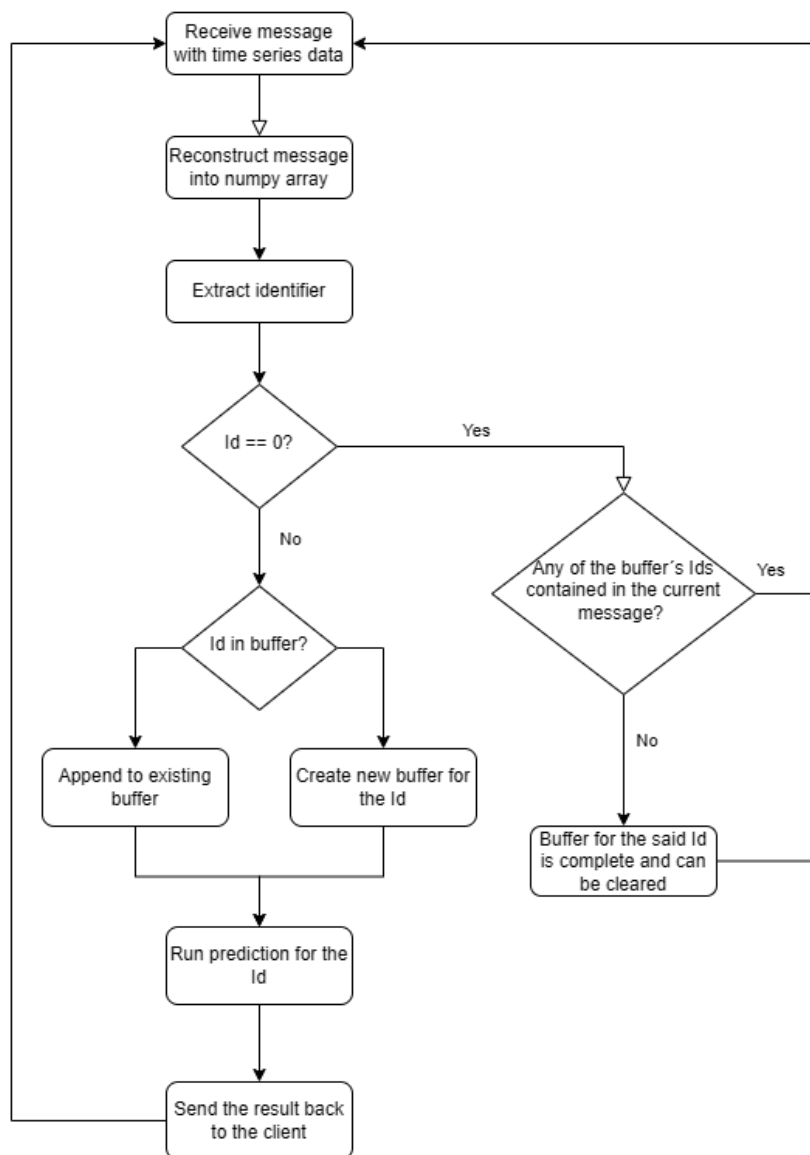 Receive message
with time series data
Reconstruct message
into numpy array
Extract identifier
Id == 0?
Yes
No
Any of the buffer´s Ids
contained in the current
message?
Yes
Id in buffer?
No
Append to existing
buffer
Create new buffer for
the Id
Buffer for the said Id
is complete and can
be cleared
Run prediction for the
Id
Send the result back
to the client